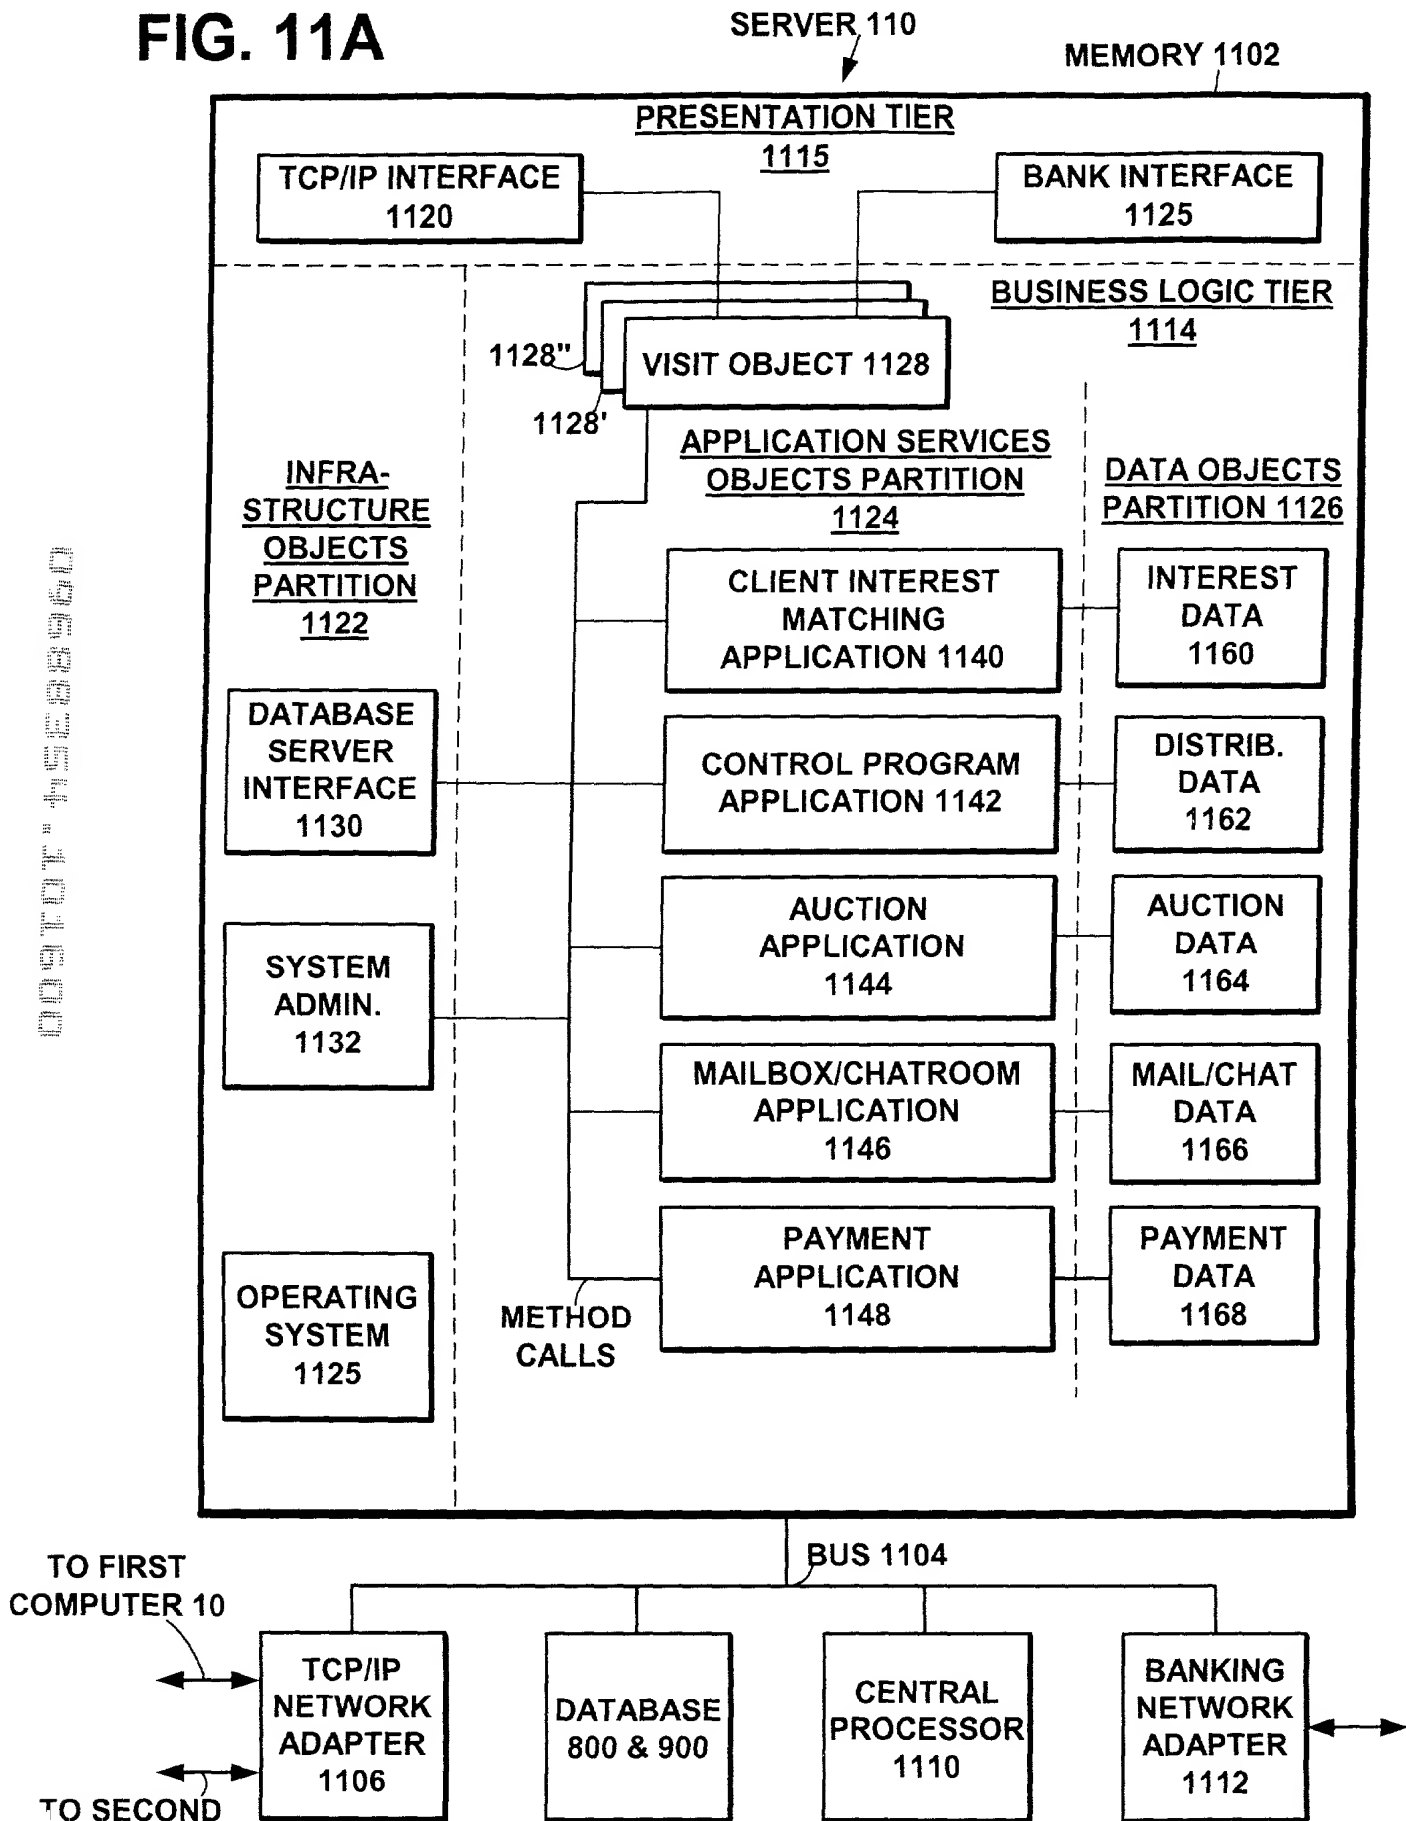 FIG. 11A
SERVER 110
MEMORY 1102
PRESENTATION TIER
1115
TCP/IP INTERFACE
1120
BANK INTERFACE
1125
BUSINESS LOGIC TIER
1114
1128"
VISIT OBJECT 1128
1128'
APPLICATION SERVICES
OBJECTS PARTITION
1124
DATA OBJECTS
PARTITION 1126
INFRA-
STRUCTURE
OBJECTS
PARTITION
1122
CLIENT INTEREST
MATCHING
APPLICATION 1140
INTEREST
DATA
1160
DATABASE
SERVER
INTERFACE
1130
CONTROL PROGRAM
APPLICATION 1142
DISTRIB.
DATA
1162
AUCTION
APPLICATION
1144
AUCTION
DATA
1164
SYSTEM
ADMIN.
1132
MAILBOX/CHATROOM
APPLICATION
1146
MAIL/CHAT
DATA
1166
PAYMENT
APPLICATION
1148
PAYMENT
DATA
1168
OPERATING
SYSTEM
1125
METHOD
CALLS
BUS 1104
TO FIRST
COMPUTER 10
TCP/IP
NETWORK
ADAPTER
1106
DATABASE
800 & 900
CENTRAL
PROCESSOR
1110
BANKING
NETWORK
ADAPTER
1112
TO SECOND